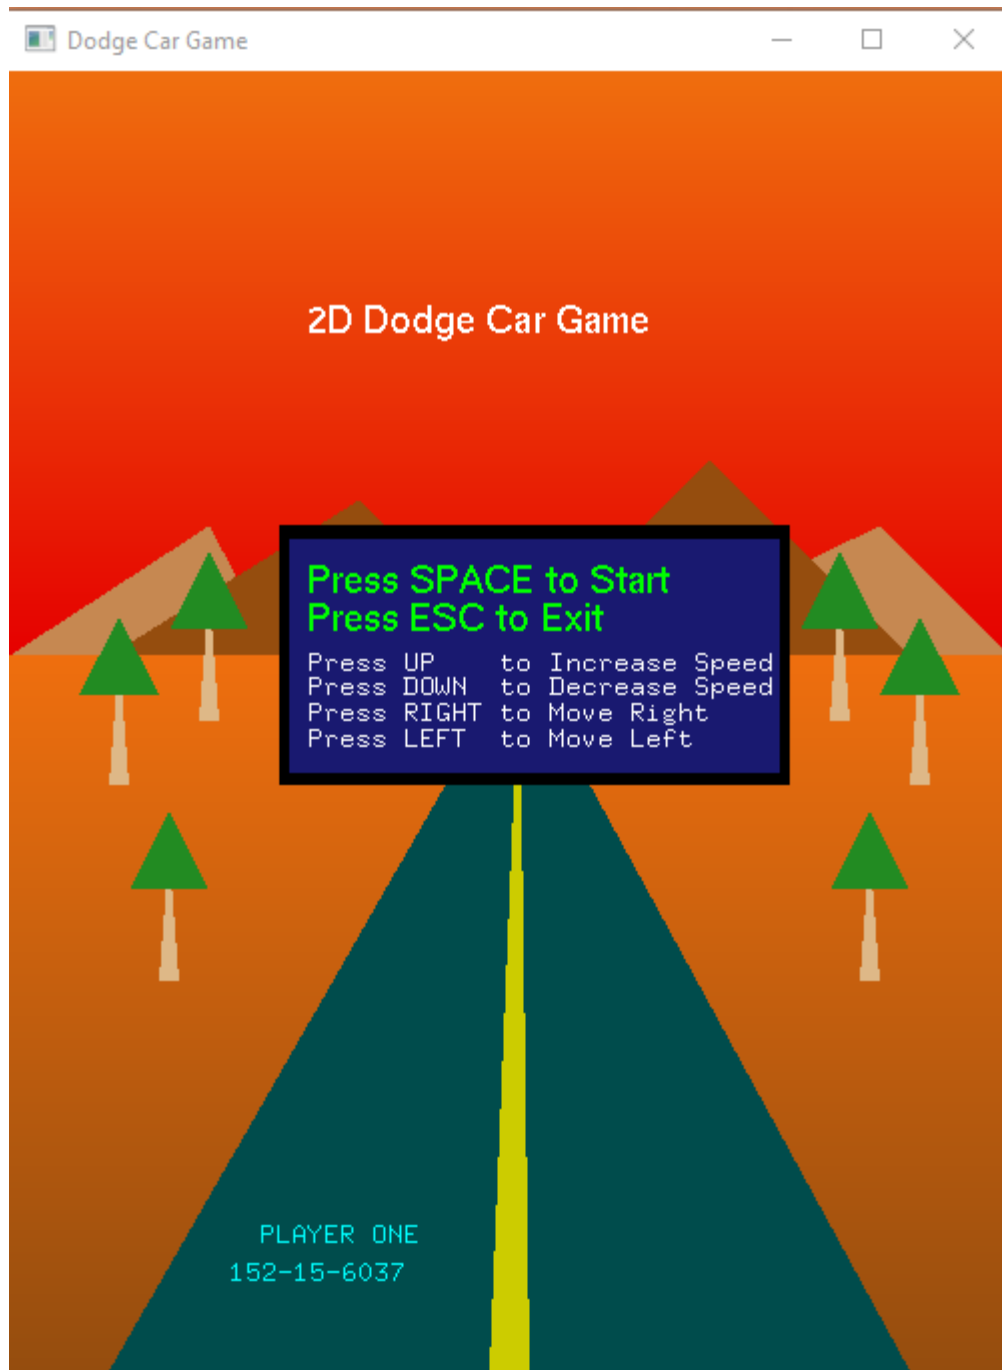 Dodge Car Game
2D Dodge Car Game
Press SPACE to Start
Press ESC to Exit
Press UP to Increase Speed
Press DOWN to Decrease Speed
Press RIGHT to Move Right
Press LEFT to Move Left
PLAYER ONE
152-15-6037